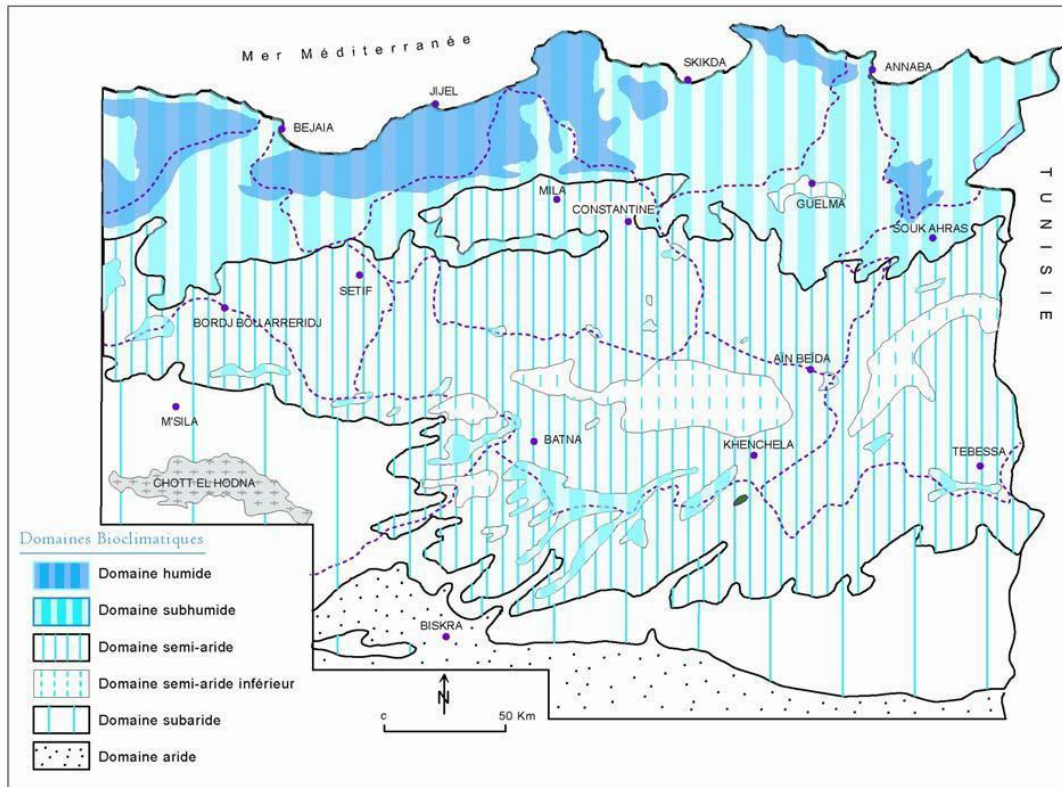 Mer Méditerranée
SKIKDA
ANNABA
JIJEL
BEJAIA
TUNISIE
MILA
GUELMA
CONSTANTINE
SOUK AHRAS
SETIF
BORDJ BOU ARRERIDJ
AIN BEIDA
M'SILA
BATNA
KHENCHELA
TEBESSA
CHOTT EL HODNA
Domaines Bioclimatiques
Domaine humide
Domaine subhumide
Domaine semi-aride
Domaine semi-aride inférieur
Domaine subaride
Domaine aride
BISKRA
N
c 50 Km